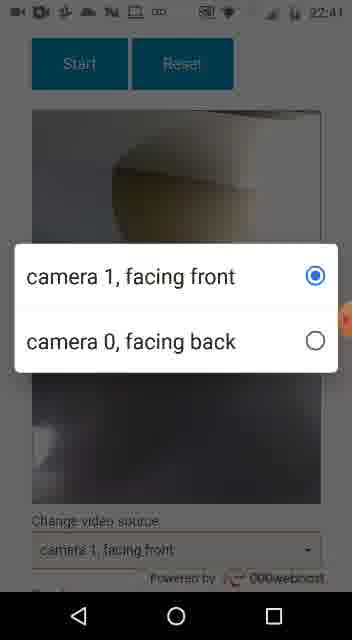 22:41
Start
Reset
camera 1, facing front
camera 0, facing back
Change video source:
camera 1, facing front
Powered by 000webhost